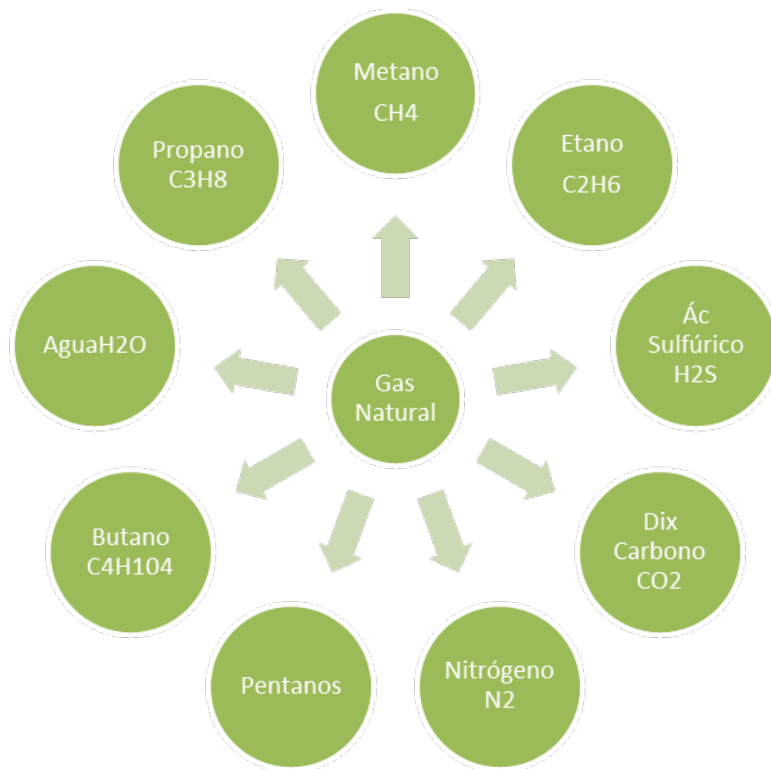 Metano
CH4
Etano
C2H6
Ác
Sulfúrico
H2S
Dix
Carbono
CO2
Nitrógeno
N2
Pentanos
Butano
C4H104
AguaH2O
Propano
C3H8
Gas
Natural